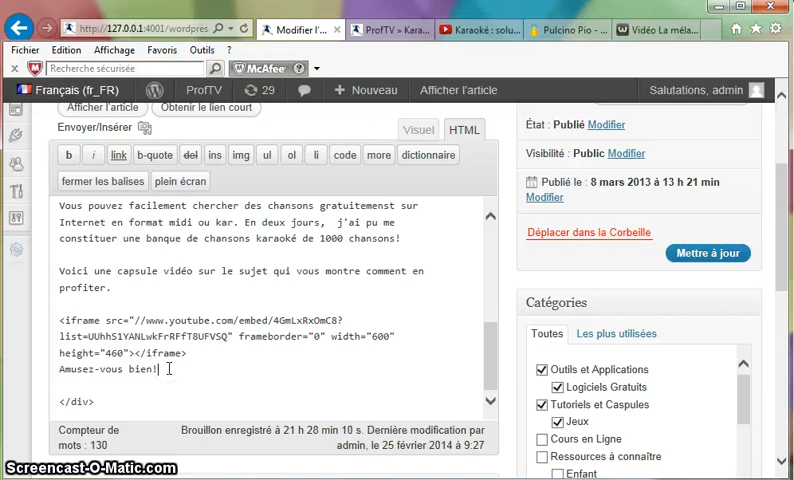 http://127.0.0.1:4001/wordpres
Modifier l'...
ProfTV » Kara...
Karaoké : solu...
Pulcino Pio - ...
Vidéo La méla...
Fichier Edition Affichage Favoris Outils ?
x Recherche sécurisée McAfee ?
Français (fr_FR) ProfTV 29 Nouveau Afficher l'article Salutations, admin
Afficher l'article Obtenir le lien court
Envoyer/Insérer
Visuel HTML
b i link b-quote del ins img ul ol li code more dictionnaire
fermer les balises plein écran
Vous pouvez facilement chercher des chansons gratuitemenst sur
Internet en format midi ou kar. En deux jours, j'ai pu me
constituer une banque de chansons karaoké de 1000 chansons!
Voici une capsule vidéo sur le sujet qui vous montre comment en
profiter.
<iframe src="//www.youtube.com/embed/4GmLxRxOmC8?
list=UUhhS1YANLwkFrRFfT8UFVSQ" frameborder="0" width="600"
height="460"></iframe>
Amusez-vous bien!
</div>
Compteur de
mots : 130
Brouillon enregistré à 21 h 28 min 10 s. Dernière modification par
admin, le 25 février 2014 à 9:27
État : Publié Modifier
Visibilité : Public Modifier
Publié le : 8 mars 2013 à 13 h 21 min
Modifier
Déplacer dans la Corbeille
Mettre à jour
Catégories
Toutes Les plus utilisées
Outils et Applications
Logiciels Gratuits
Tutoriels et Caspules
Jeux
Cours en Ligne
Ressources à connaître
Enfant
Screencast-O-Matic.com